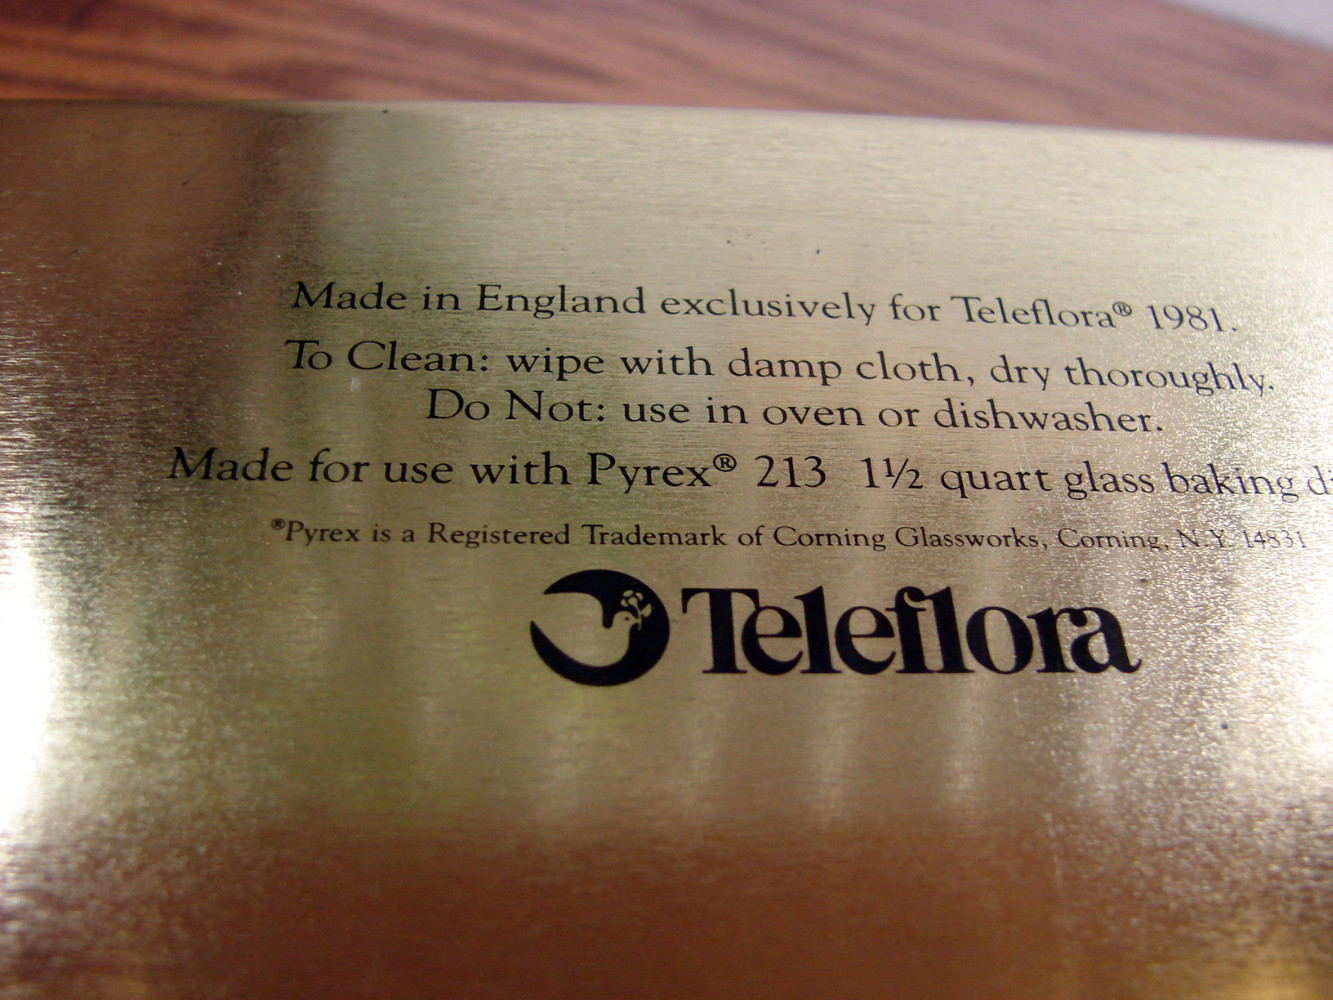 Made in England exclusively for Teleflora® 1981.
To Clean: wipe with damp cloth, dry thoroughly.
Do Not: use in oven or dishwasher.
Made for use with Pyrex® 213 1½ quart glass baking
®Pyrex is a Registered Trademark of Corning Glassworks, Corning, N.Y. 14831
Teleflora